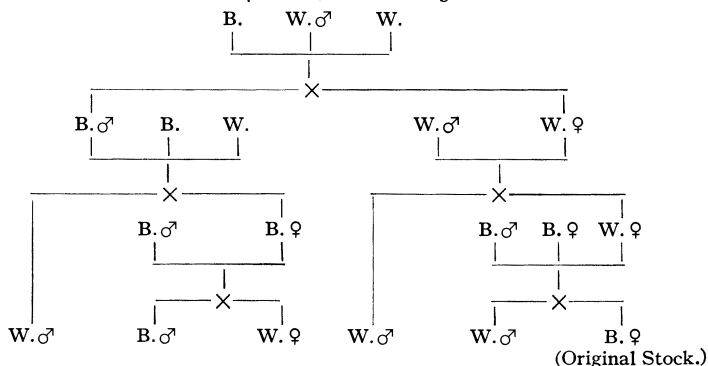 B. W.♂ W.
×
B.♂ B. W. W.♂ W.♀
× ×
B.♂ B.♀ B.♂ B.♀ W.♀
× ×
W.♂ B.♂ W.♀ W.♂ W.♂ B.♀
(Original Stock.)